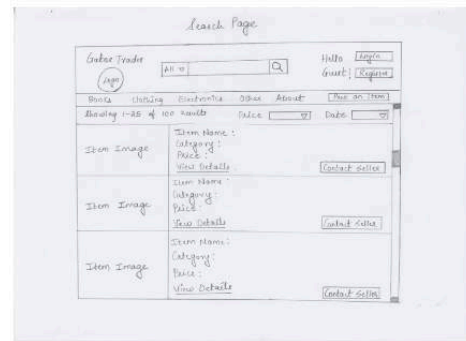 Search Page
Gator Trader
Logo
All
Hello Login
Guest! Register
Books Clothing Electronics Other About Post an Item
Showing 1-25 of 100 Results Price Date
Item Image
Item Name :
Category :
Price :
View Details
Contact Seller
Item Image
Item Name :
Category :
Price :
View Details
Contact Seller
Item Image
Item Name :
Category :
Price :
View Details
Contact Seller